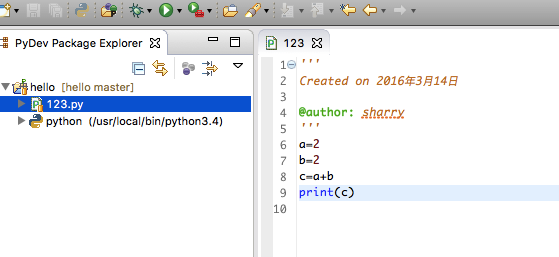 PyDev Package Explorer
hello [hello master]
123.py
python (/usr/local/bin/python3.4)
123
1 '''
2 Created on 2016年3月14日
3
4 @author: sharry
5 '''
6 a=2
7 b=2
8 c=a+b
9 print(c)
10